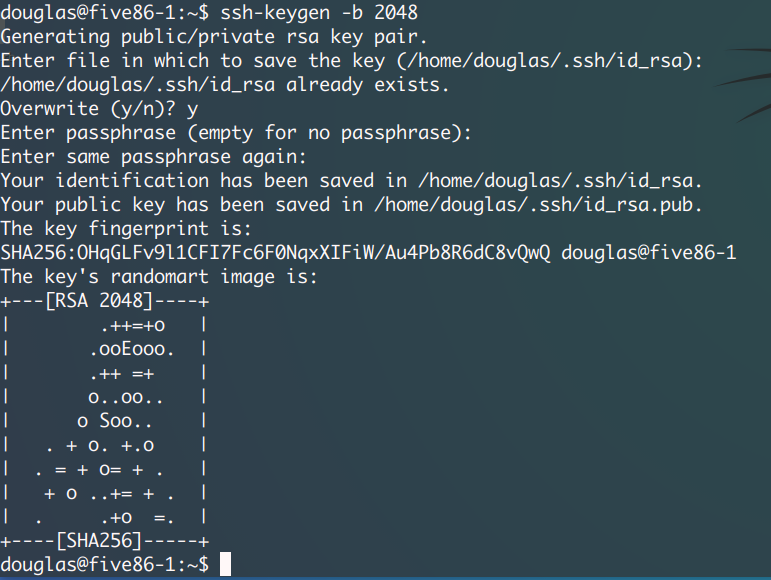 douglas@five86-1:~$ ssh-keygen -b 2048
Generating public/private rsa key pair.
Enter file in which to save the key (/home/douglas/.ssh/id_rsa):
/home/douglas/.ssh/id_rsa already exists.
Overwrite (y/n)? y
Enter passphrase (empty for no passphrase):
Enter same passphrase again:
Your identification has been saved in /home/douglas/.ssh/id_rsa.
Your public key has been saved in /home/douglas/.ssh/id_rsa.pub.
The key fingerprint is:
SHA256:OHqGLFv9l1CFI7Fc6F0NqxXIFiW/Au4Pb8R6dC8vQwQ douglas@five86-1
The key's randomart image is:
+---[RSA 2048]----+
|        .++=+o   |
|       .ooEooo.  |
|       .++ =+    |
|       o..oo..   |
|      o Soo..    |
|   . + o. +.o    |
|  . = + o= + .   |
|   + o ..+= + .  |
|  .     .+o  =.  |
+----[SHA256]-----+
douglas@five86-1:~$